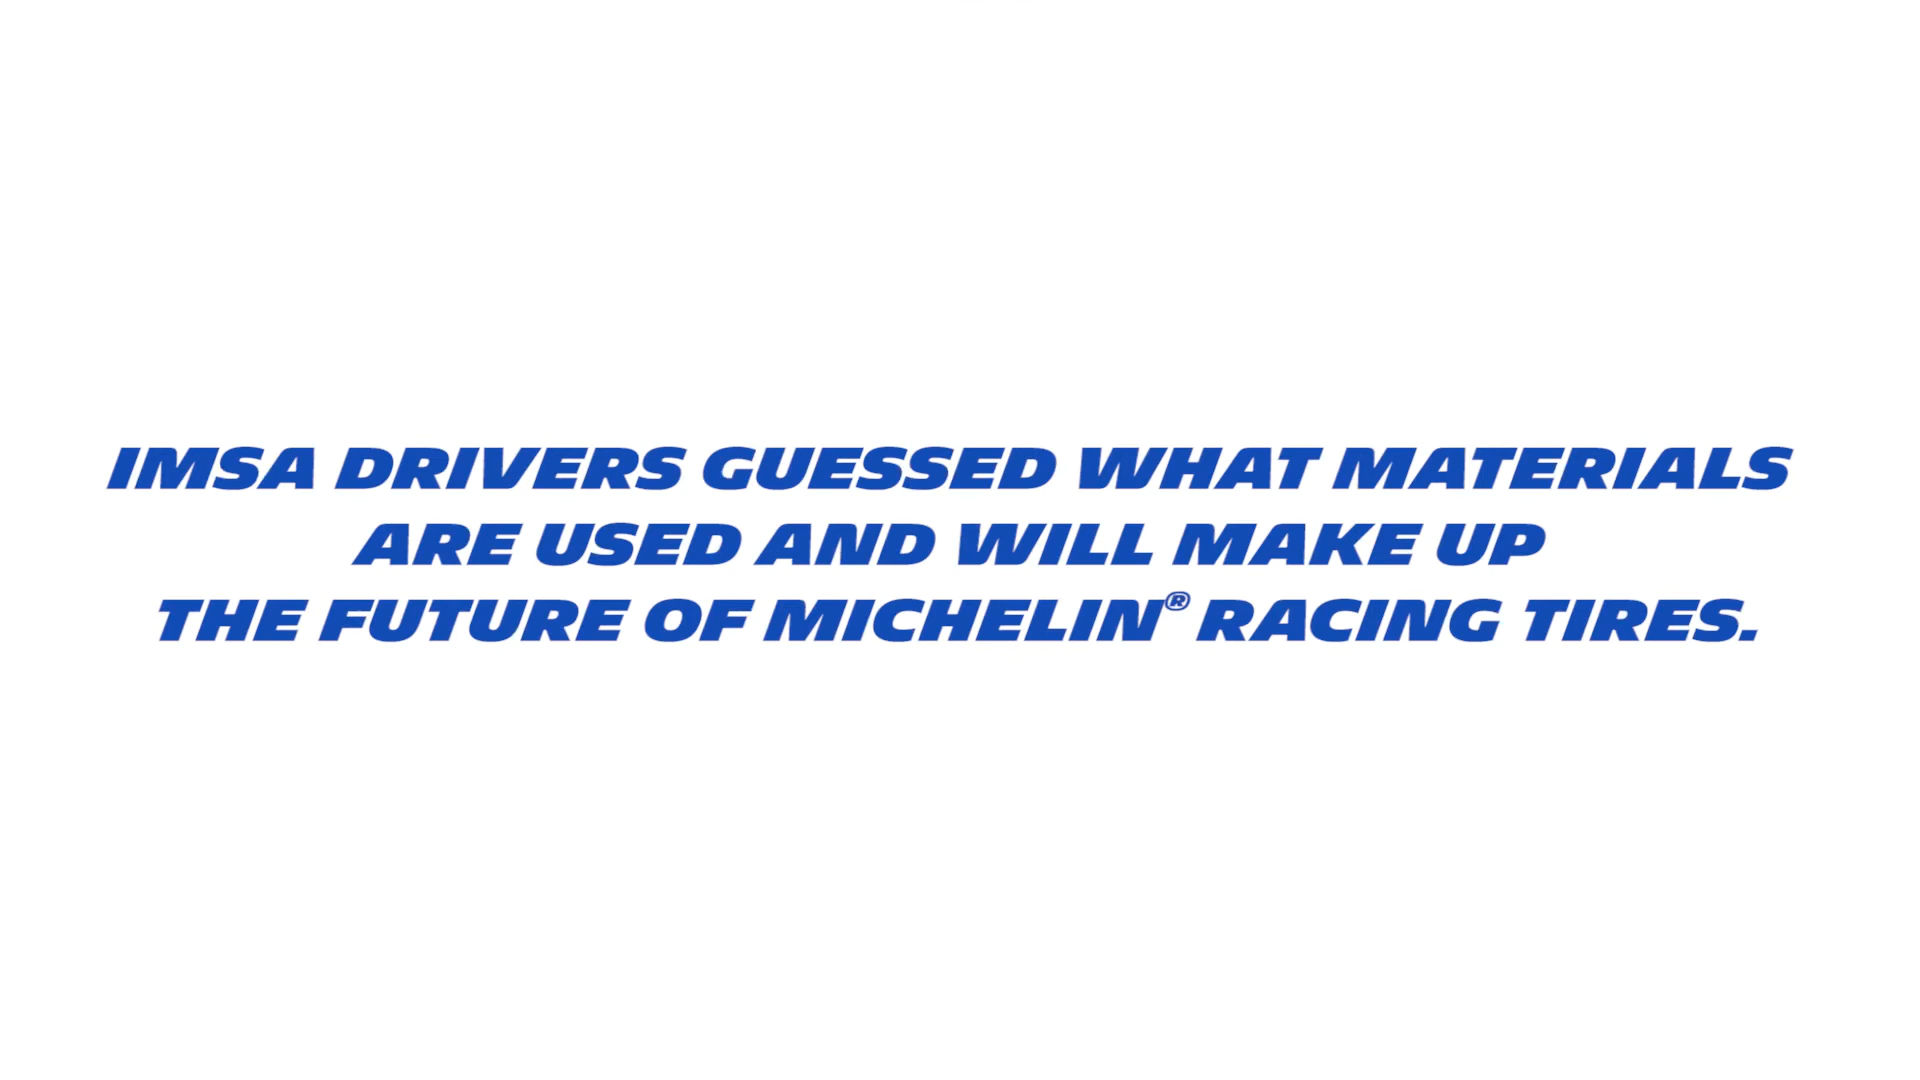 IMSA DRIVERS GUESSED WHAT MATERIALS
ARE USED AND WILL MAKE UP
THE FUTURE OF MICHELIN® RACING TIRES.